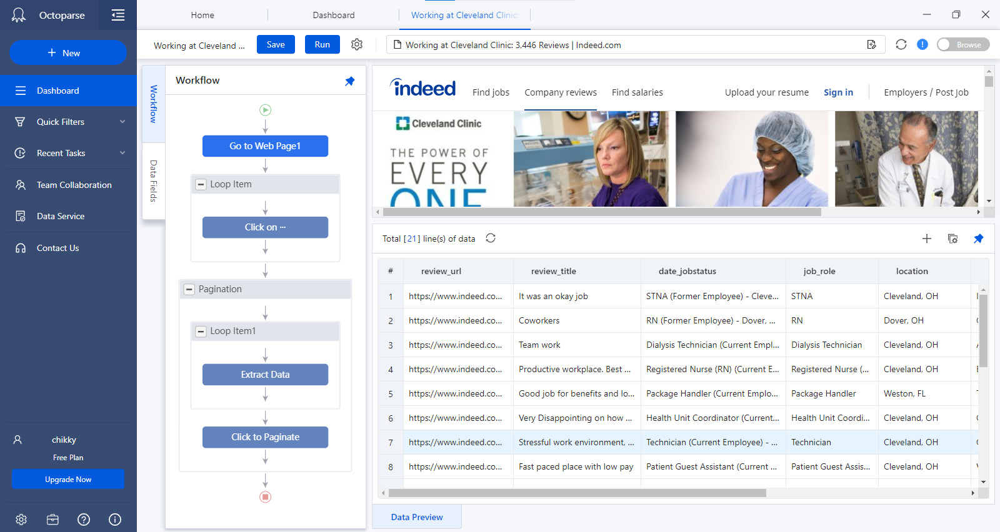 Octoparse
New
Dashboard
Quick Filters
Recent Tasks
Team Collaboration
Data Service
Contact Us
chikky
Free Plan
Upgrade Now
Home
Dashboard
Working at Cleveland Clinic:
Working at Cleveland ...
Save
Run
Working at Cleveland Clinic: 3,446 Reviews | Indeed.com
Browse
Workflow
Data Fields
Workflow
Go to Web Page1
Loop Item
Click on ...
Pagination
Loop Item1
Extract Data
Click to Paginate
indeed
Find jobs
Company reviews
Find salaries
Upload your resume
Sign in
Employers / Post Job
Cleveland Clinic
THE POWER OF
EVERY
ONE
Total [21] line(s) of data
# review_url review_title date_jobstatus job_role location
1 https://www.indeed.co... It was an okay job STNA (Former Employee) - Cleve... STNA Cleveland, OH
2 https://www.indeed.co... Coworkers RN (Former Employee) - Dover, ... RN Dover, OH
3 https://www.indeed.co... Team work Dialysis Technician (Current Empl... Dialysis Technician Cleveland, OH
4 https://www.indeed.co... Productive workplace. Best ... Registered Nurse (RN) (Current E... Registered Nurse (... Cleveland, OH
5 https://www.indeed.co... Good job for benefits and lo... Package Handler (Current Emplo... Package Handler Weston, FL
6 https://www.indeed.co... Very Disappointing on how ... Health Unit Coordinator (Current... Health Unit Coordi... Cleveland, OH
7 https://www.indeed.co... Stressful work environment, ... Technician (Current Employee) - ... Technician Cleveland, OH
8 https://www.indeed.co... Fast paced place with low pay Patient Guest Assistant (Current ... Patient Guest Assis... Cleveland, OH
Data Preview